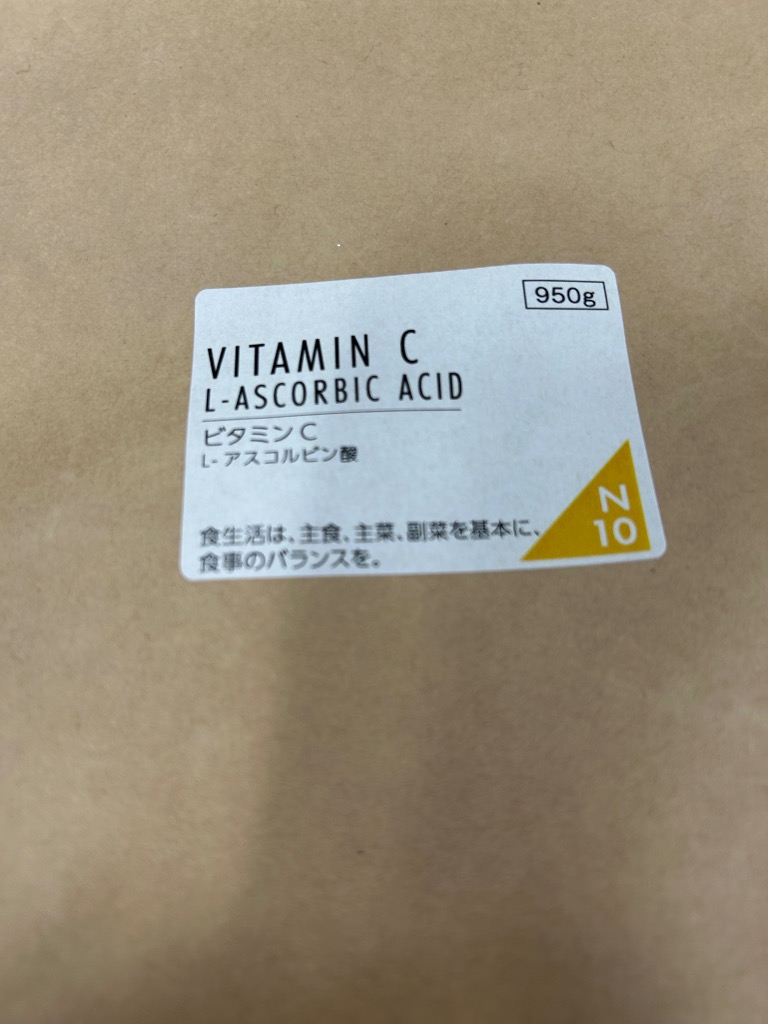 950g
VITAMIN C
L-ASCORBIC ACID
ビタミンC
L-アスコルビン酸
食生活は、主食、主菜、副菜を基本に、
食事のバランスを。
N
10